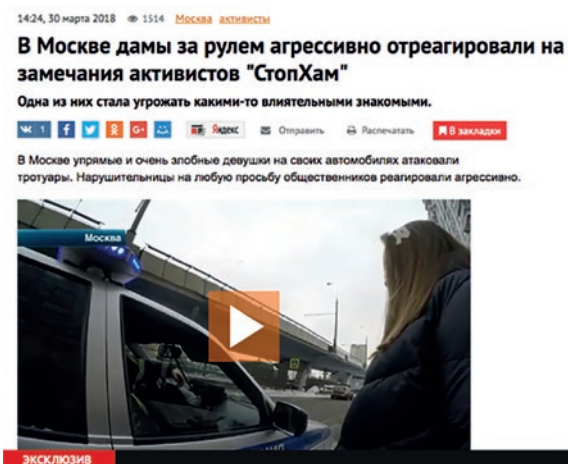 14:24, 30 марта 2018 1514 Москва активисты
В Москве дамы за рулем агрессивно отреагировали на
замечания активистов "СтопХам"
Одна из них стала угрожать какими-то влиятельными знакомыми.
1 Яндекс Отправить Распечатать В закладки
В Москве упрямые и очень злобные девушки на своих автомобилях атаковали
тротуары. Нарушительницы на любую просьбу общественников реагировали агрессивно.
Москва
ЭКСКЛЮЗИВ